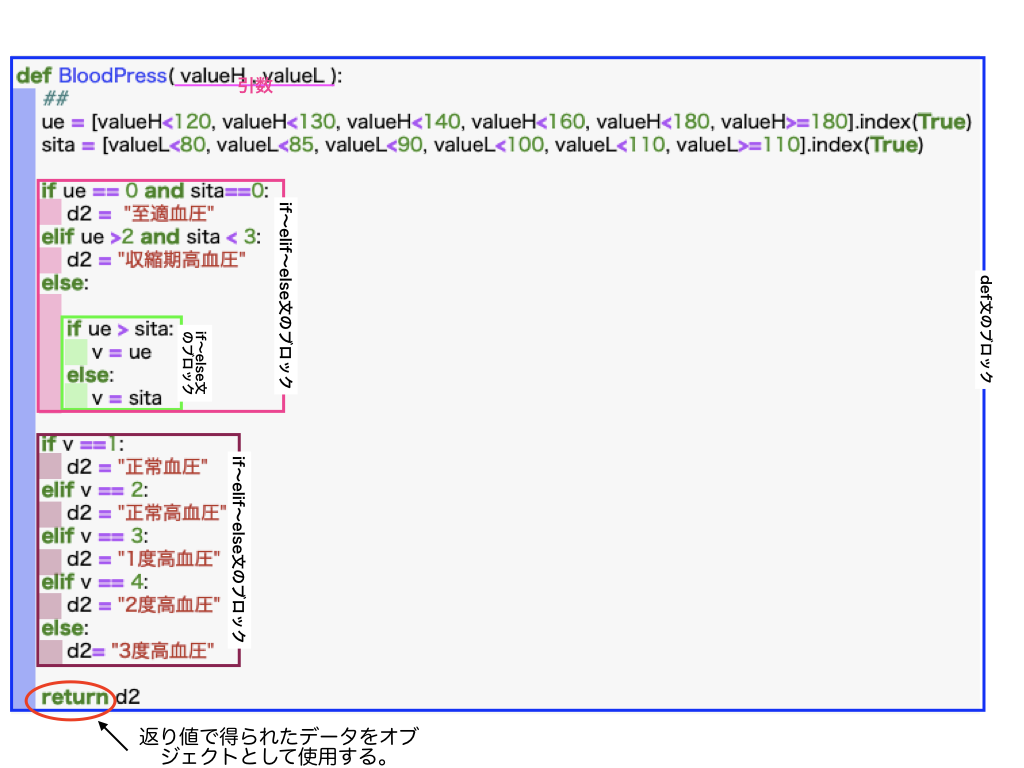 def BloodPress( valueH , valueL ):
引数
##
ue = [valueH<120, valueH<130, valueH<140, valueH<160, valueH<180, valueH>=180].index(True)
sita = [valueL<80, valueL<85, valueL<90, valueL<100, valueL<110, valueL>=110].index(True)
if ue == 0 and sita==0:
d2 = "至適血圧"
elif ue >2 and sita < 3:
d2 = "収縮期高血圧"
else:
if ue > sita:
v = ue
else:
v = sita
if〜else文
のブロック
if〜elif〜else文のブロック
def文のブロック
if v ==1:
d2 = "正常血圧"
elif v == 2:
d2 = "正常高血圧"
elif v == 3:
d2 = "1度高血圧"
elif v == 4:
d2 = "2度高血圧"
else:
d2= "3度高血圧"
if〜elif〜else文のブロック
return d2
返り値で得られたデータをオブ
ジェクトとして使用する。